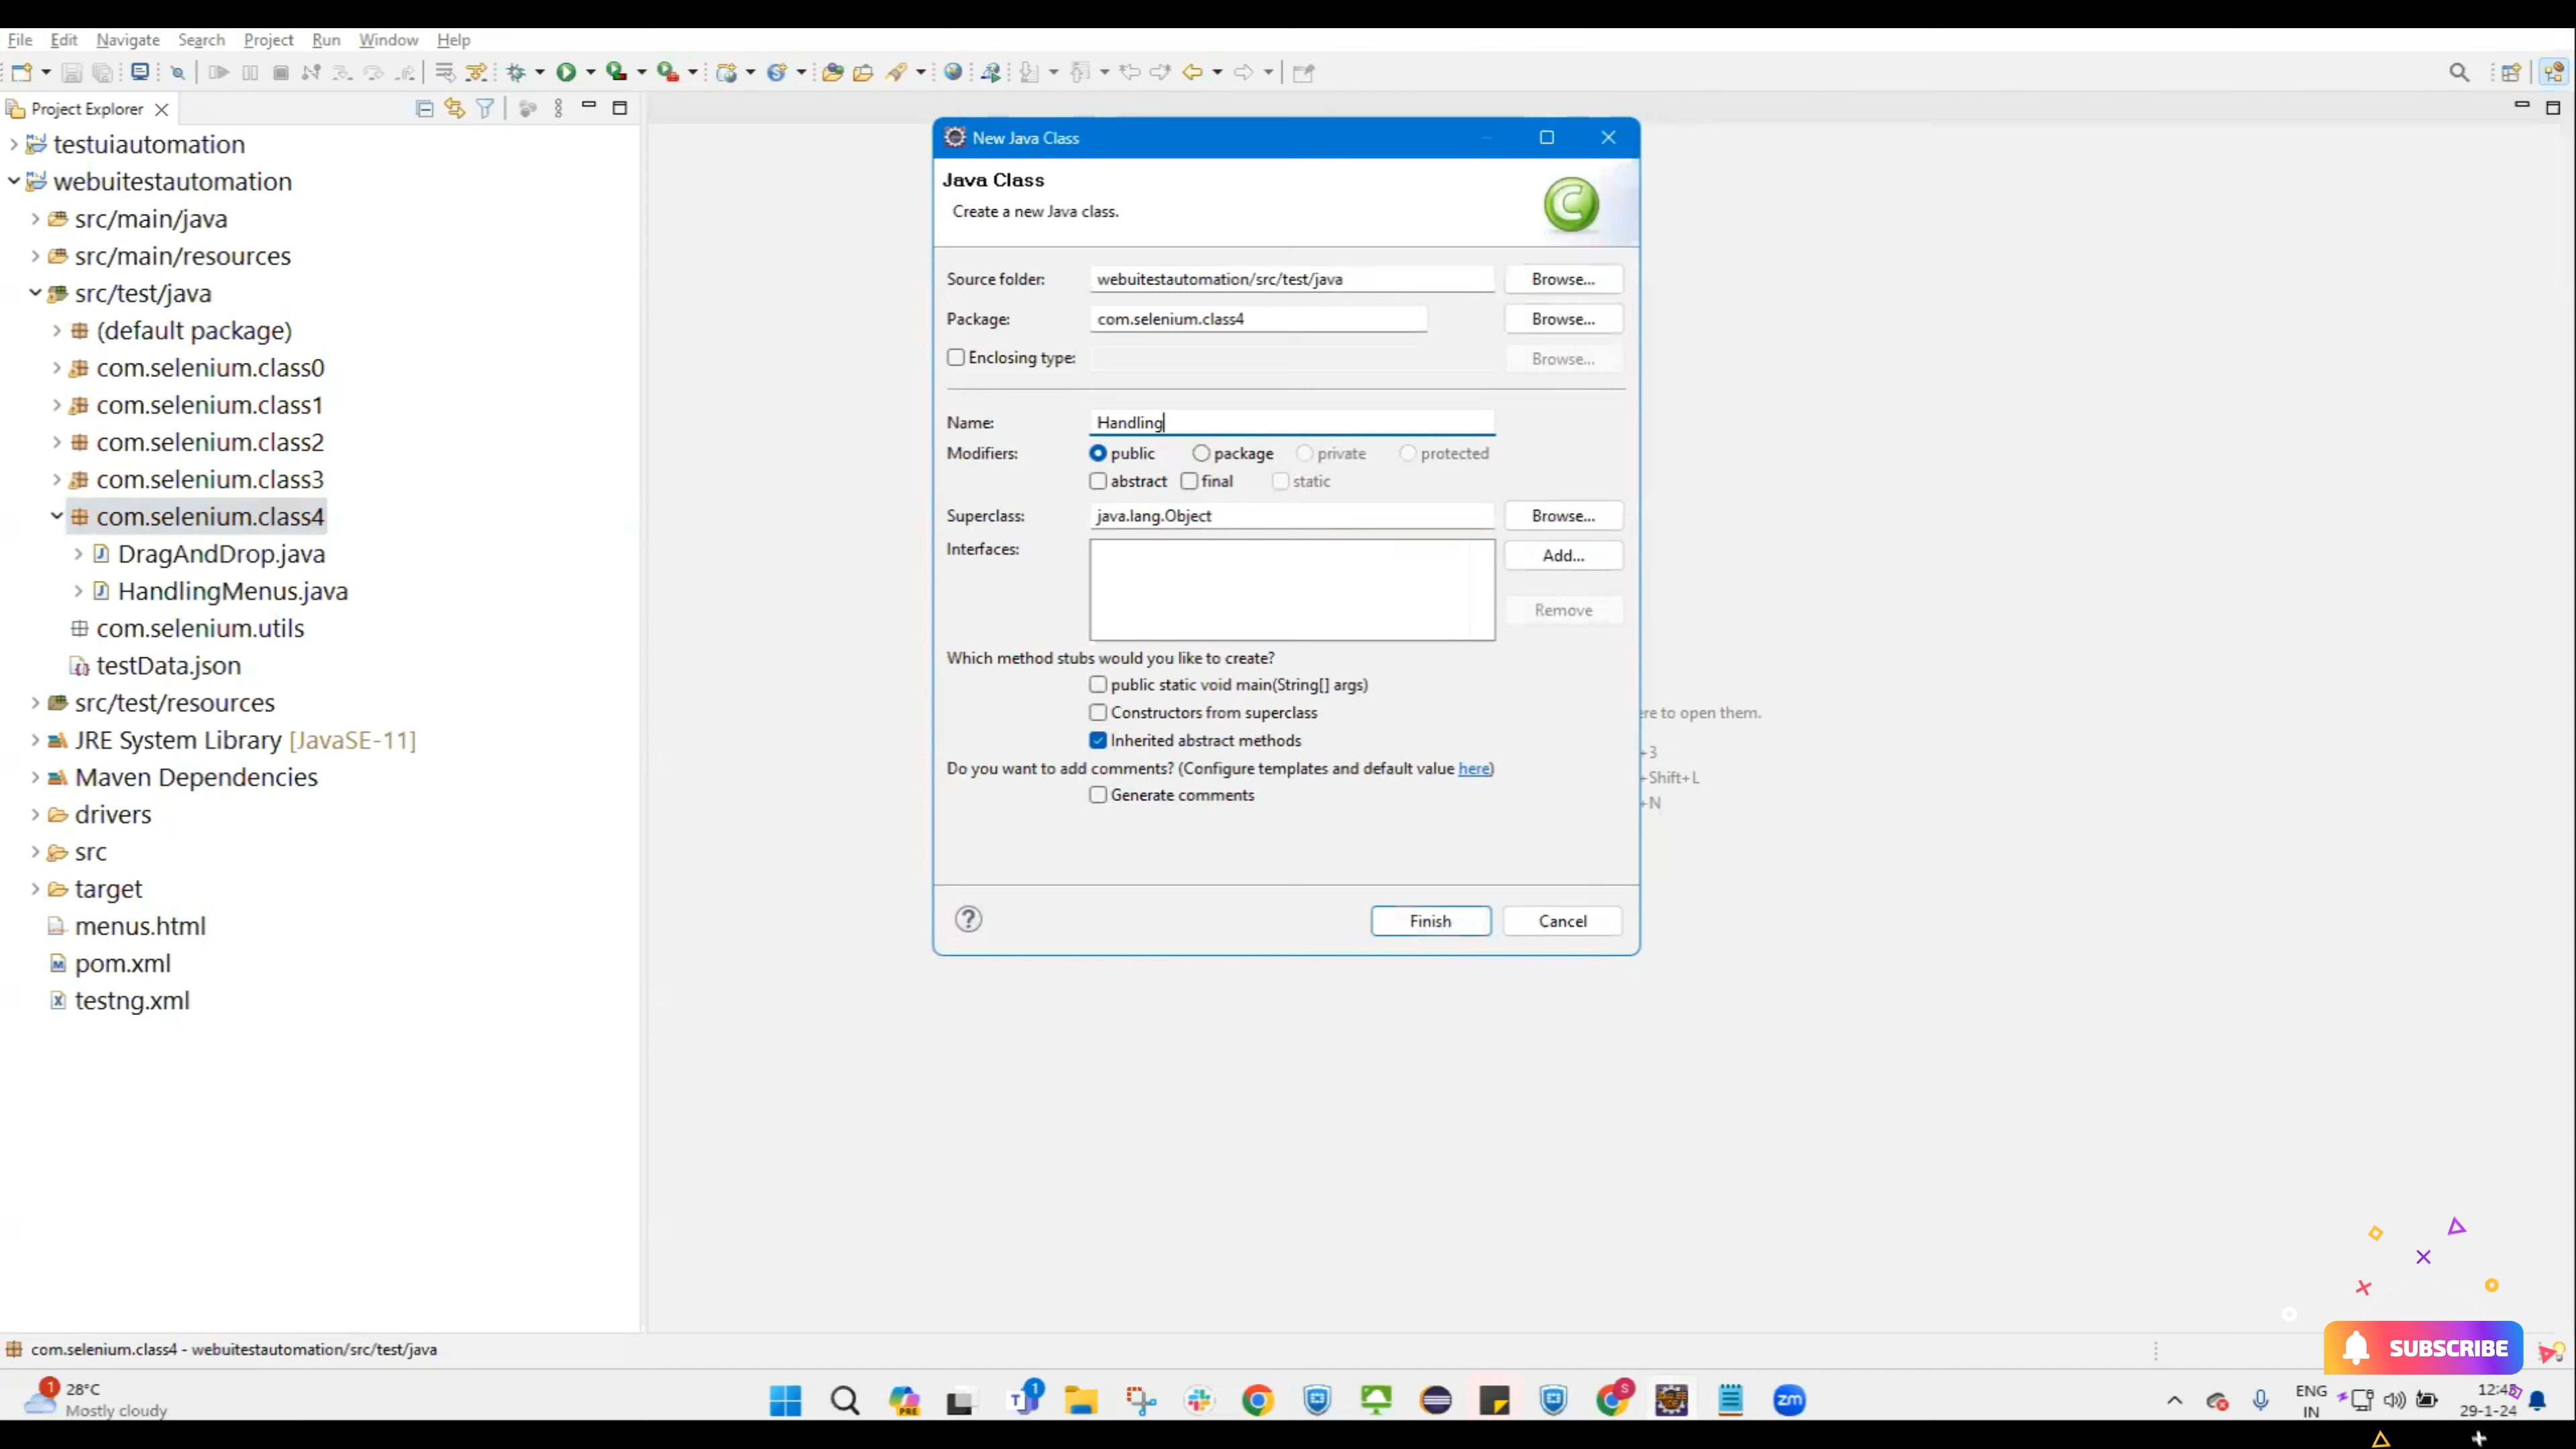 File Edit Navigate Search Project Run Window Help
Project Explorer
testuiautomation
webuitestautomation
src/main/java
src/main/resources
src/test/java
(default package)
com.selenium.class0
com.selenium.class1
com.selenium.class2
com.selenium.class3
com.selenium.class4
DragAndDrop.java
HandlingMenus.java
com.selenium.utils
testData.json
src/test/resources
JRE System Library [JavaSE-11]
Maven Dependencies
drivers
src
target
menus.html
pom.xml
testng.xml
New Java Class
Java Class
Create a new Java class.
Source folder: webuitestautomation/src/test/java Browse...
Package: com.selenium.class4 Browse...
Enclosing type: Browse...
Name: Handling
Modifiers: public package private protected
abstract final static
Superclass: java.lang.Object Browse...
Interfaces: Add...
Remove
Which method stubs would you like to create?
public static void main(String[] args)
Constructors from superclass
Inherited abstract methods
Do you want to add comments? (Configure templates and default value here)
Generate comments
Finish Cancel
ere to open them.
+3
+Shift+L
+N
com.selenium.class4 - webuitestautomation/src/test/java
SUBSCRIBE
1 28°C
Mostly cloudy
PRE
T 1
S
zm
ENG
IN
29-1-24